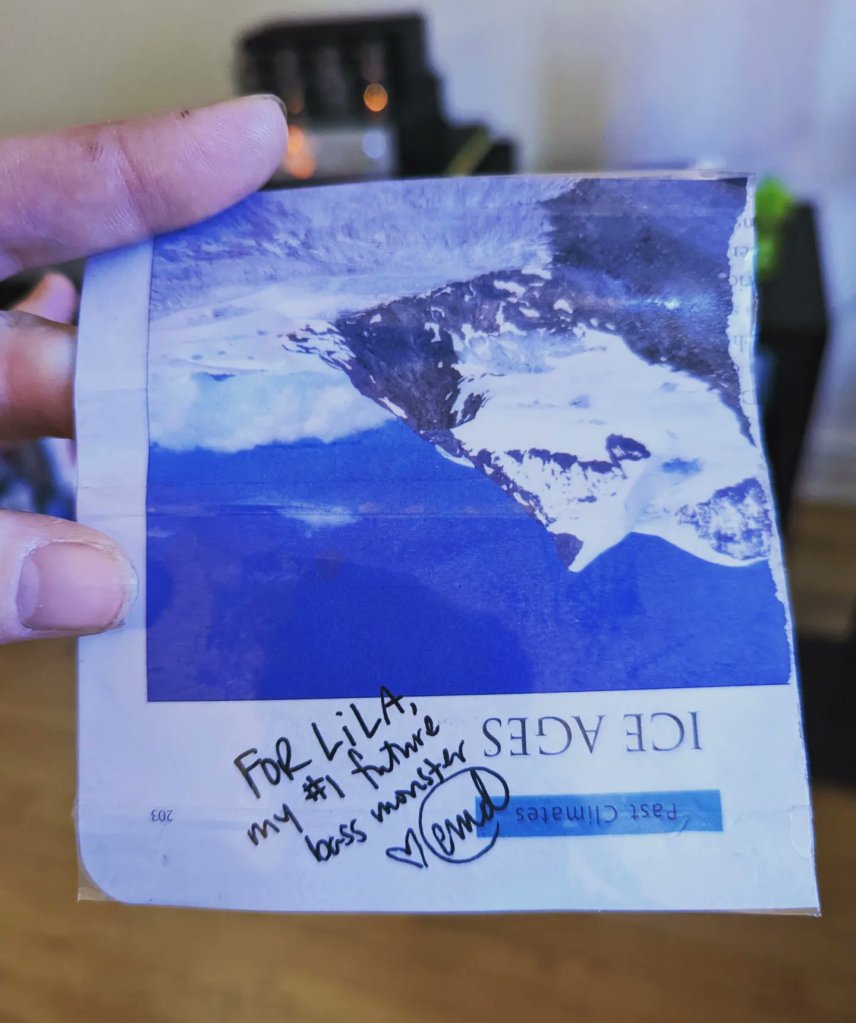 FOR LiLA,
my #1 future
bass monster
♡ emd
ICE AGES
Past Climates
203